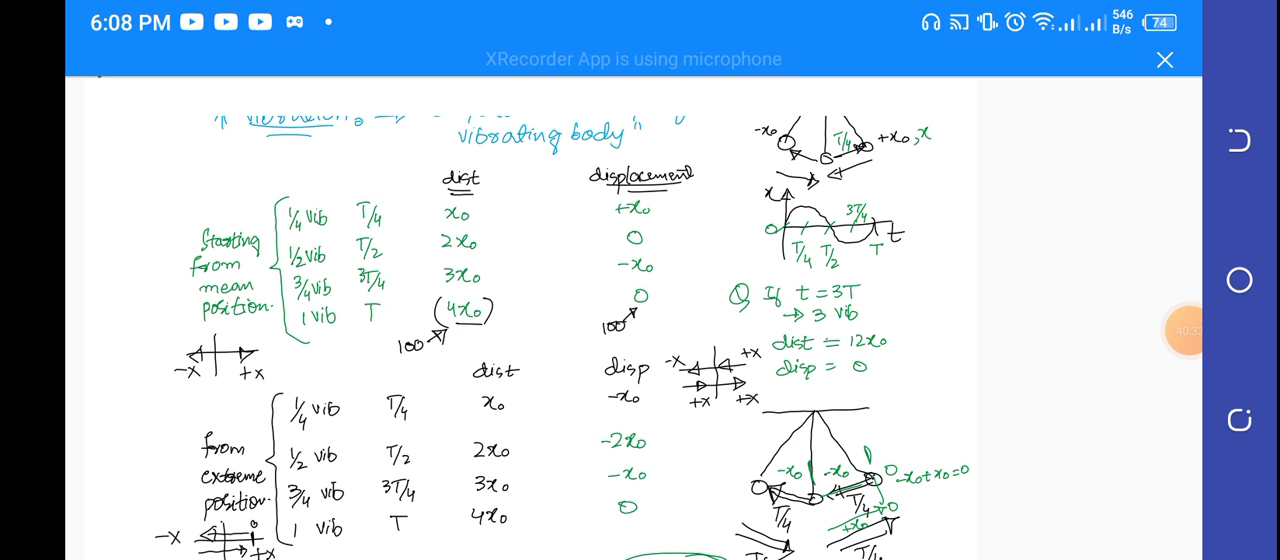 6:08 PM
546 B/s
74
XRecorder App is using microphone
vibrating body"
dist displacement
Starting from mean position.
1/4 vib T/4 x₀ +x₀
1/2 vib T/2 2x₀ 0
3/4 vib 3T/4 3x₀ -x₀
1 vib T (4x₀) 0
100 100
-x +x
dist disp
from extreme position.
1/4 vib T/4 x₀ -x₀
1/2 vib T/2 2x₀ -2x₀
3/4 vib 3T/4 3x₀ -x₀
1 vib T 4x₀ 0
-x +x
-x₀ T/4 +x₀, x
x
0 3T/4 t
T/4 T/2 T
Q If t = 3T
→ 3 vib
dist = 12x₀
disp = 0
-x +x
+x +x
-x₀ -x₀ 0 -x₀+x₀=0
T/4 T/4 0
+x₀
T/4
40:32